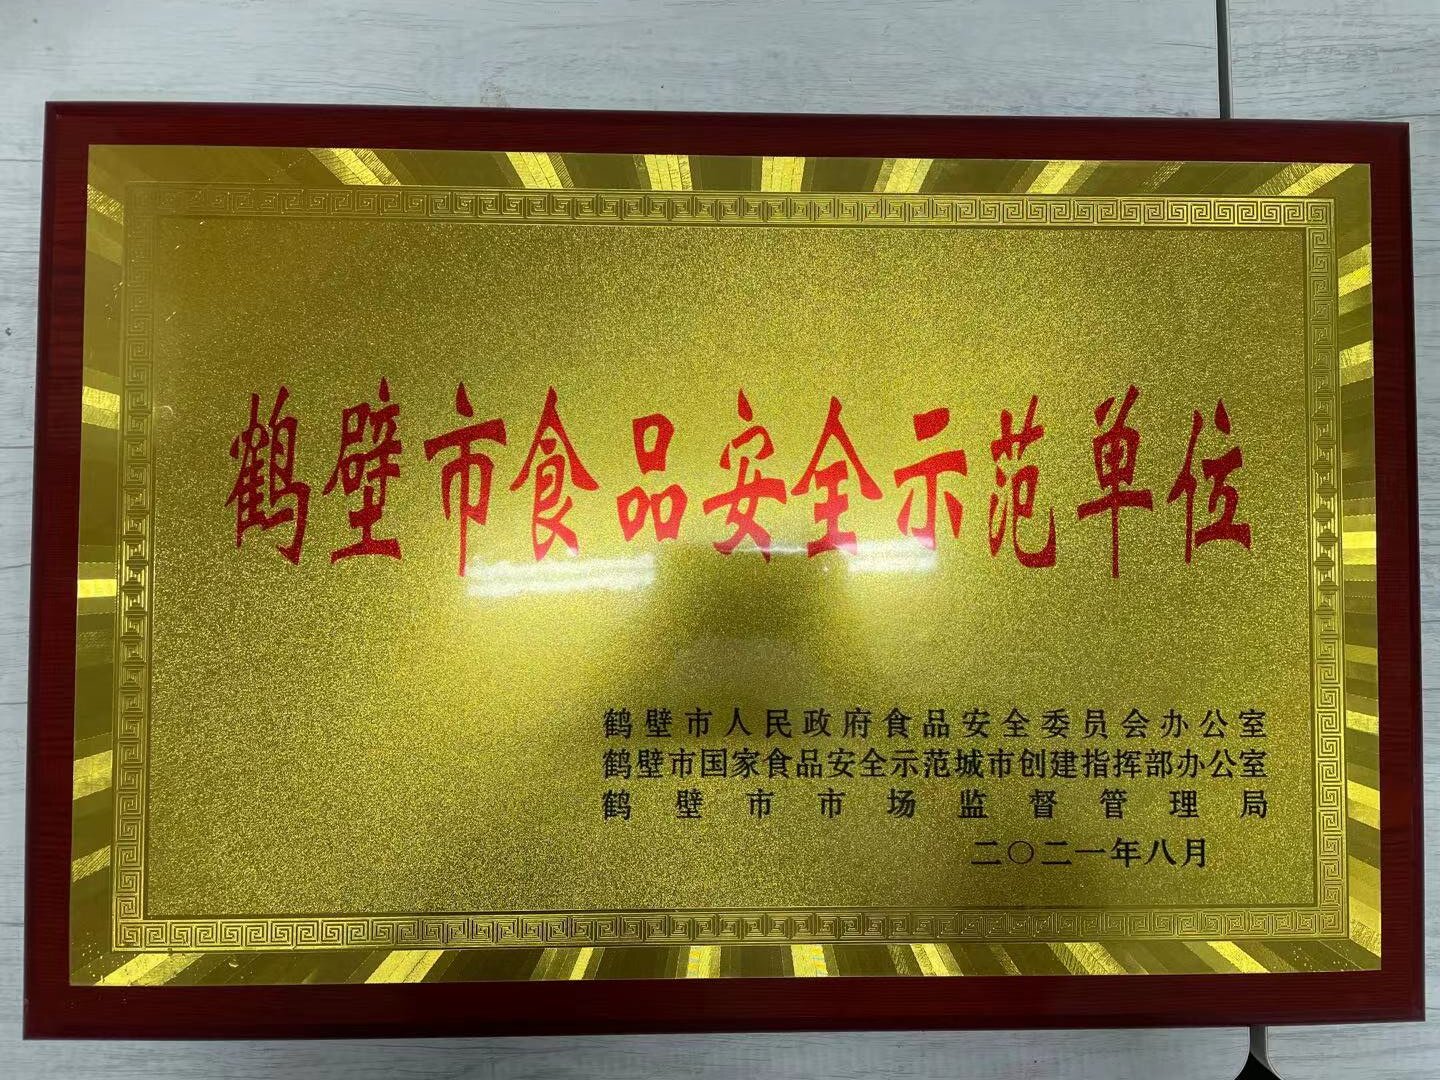 鹤壁市食品安全示范单位
鹤壁市人民政府食品安全委员会办公室
鹤壁市国家食品安全示范城市创建指挥部办公室
鹤壁市市场监督管理局
二〇二一年八月